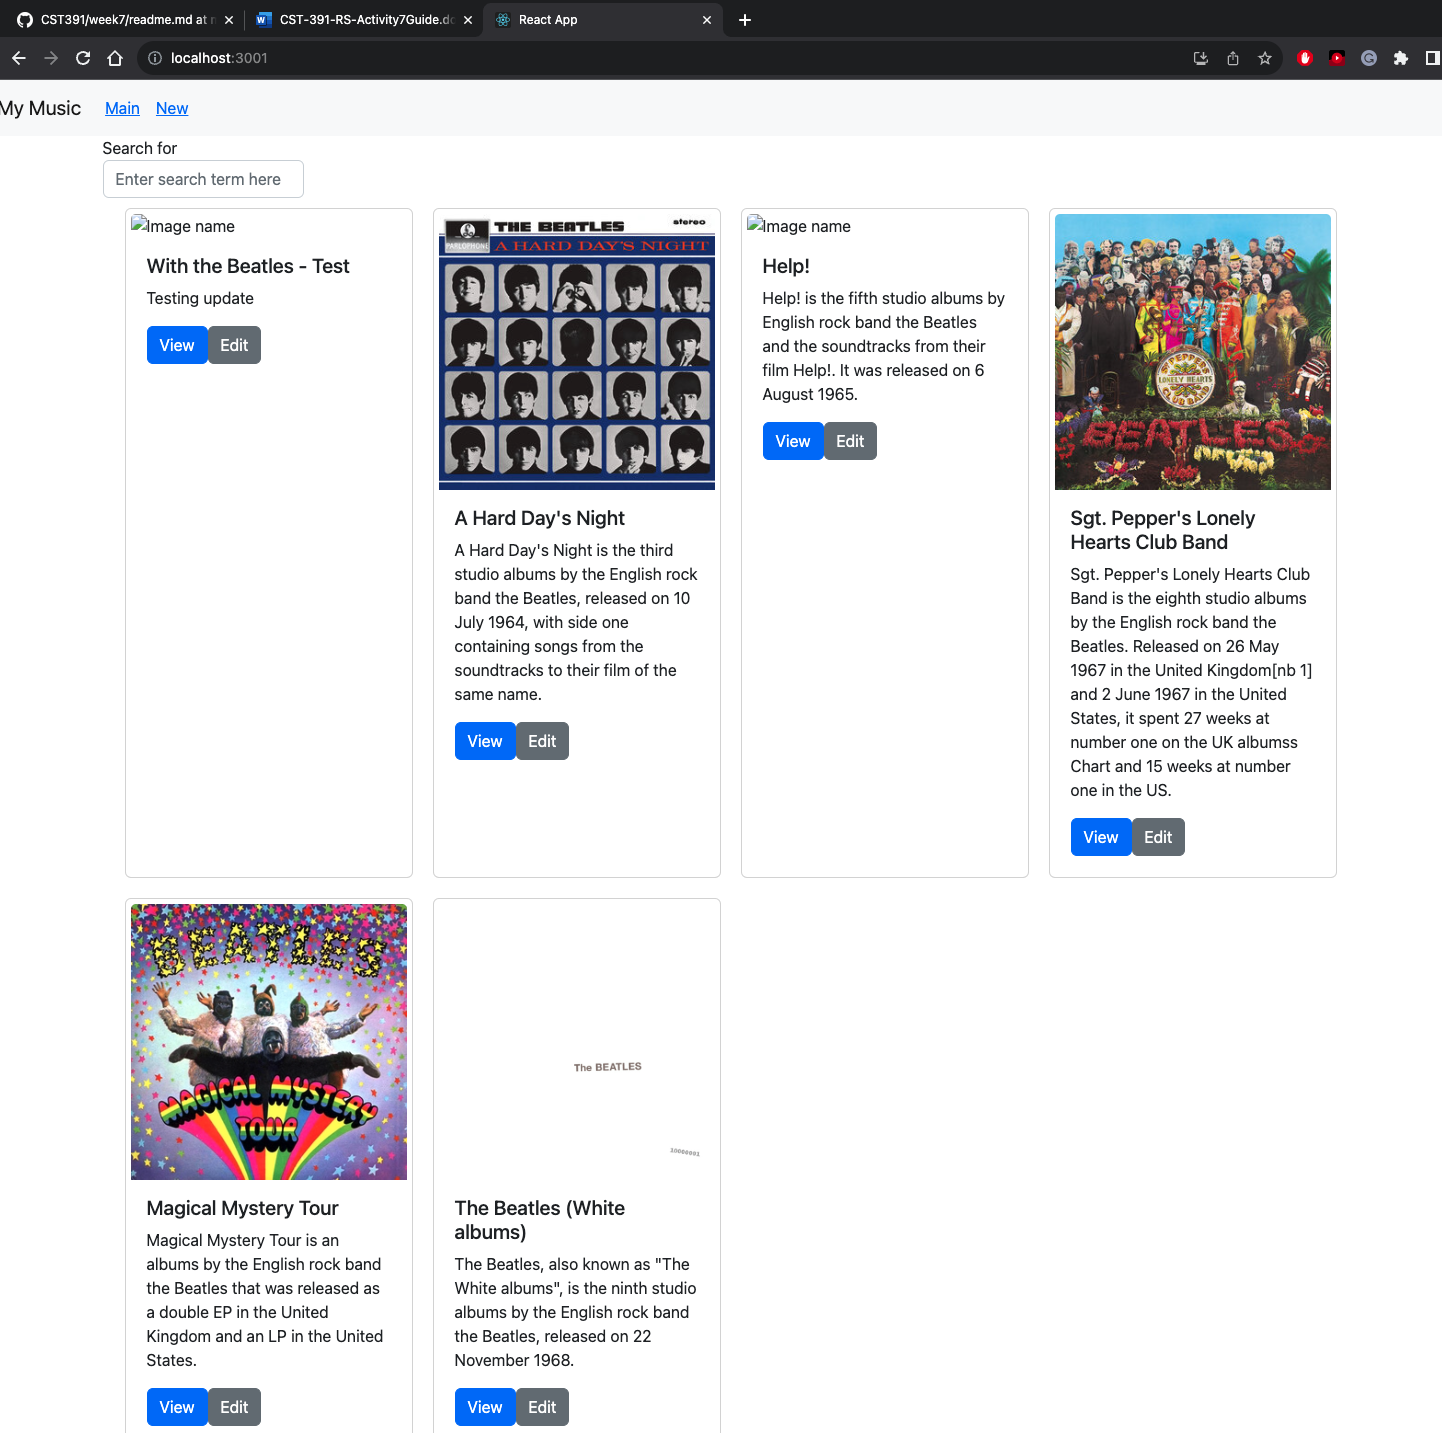 CST391/week7/readme.md at
CST-391-RS-Activity7Guide.do
React App
localhost:3001
My Music Main New
Search for
Enter search term here
Image name
With the Beatles - Test
Testing update
View Edit
PARLOPHONE
THE BEATLES
stereo
A HARD DAY'S NIGHT
A Hard Day's Night
A Hard Day's Night is the third
studio albums by the English rock
band the Beatles, released on 10
July 1964, with side one
containing songs from the
soundtracks to their film of the
same name.
View Edit
Image name
Help!
Help! is the fifth studio albums by
English rock band the Beatles
and the soundtracks from their
film Help!. It was released on 6
August 1965.
View Edit
SGT. PEPPER'S
LONELY HEARTS
CLUB BAND
BEATLES
Sgt. Pepper's Lonely
Hearts Club Band
Sgt. Pepper's Lonely Hearts Club
Band is the eighth studio albums
by the English rock band the
Beatles. Released on 26 May
1967 in the United Kingdom[nb 1]
and 2 June 1967 in the United
States, it spent 27 weeks at
number one on the UK albumss
Chart and 15 weeks at number
one in the US.
View Edit
BEATLES
MAGICAL MYSTERY
TOUR
Magical Mystery Tour
Magical Mystery Tour is an
albums by the English rock band
the Beatles that was released as
a double EP in the United
Kingdom and an LP in the United
States.
View Edit
The BEATLES
The Beatles (White
albums)
The Beatles, also known as "The
White albums", is the ninth studio
albums by the English rock band
the Beatles, released on 22
November 1968.
View Edit